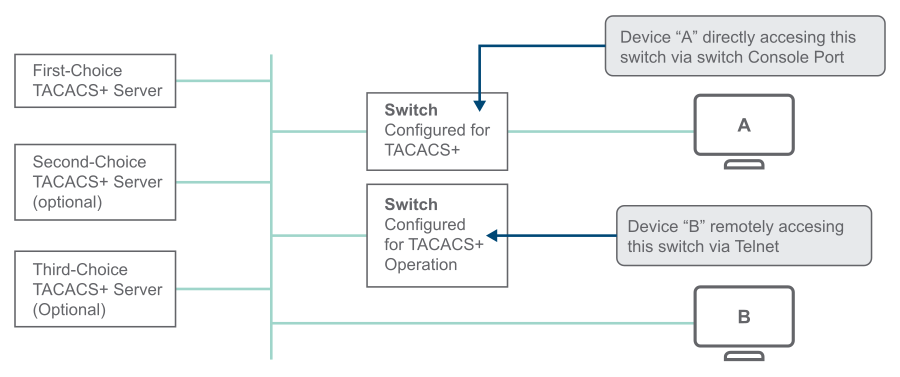 First-Choice
TACACS+ Server
Second-Choice
TACACS+ Server
(optional)
Third-Choice
TACACS+ Server
(Optional)
Switch
Configured for
TACACS+
Switch
Configured
for TACACS+
Operation
Device “A” directly accesing this
switch via switch Console Port
A
Device “B” remotely accesing
this switch via Telnet
B